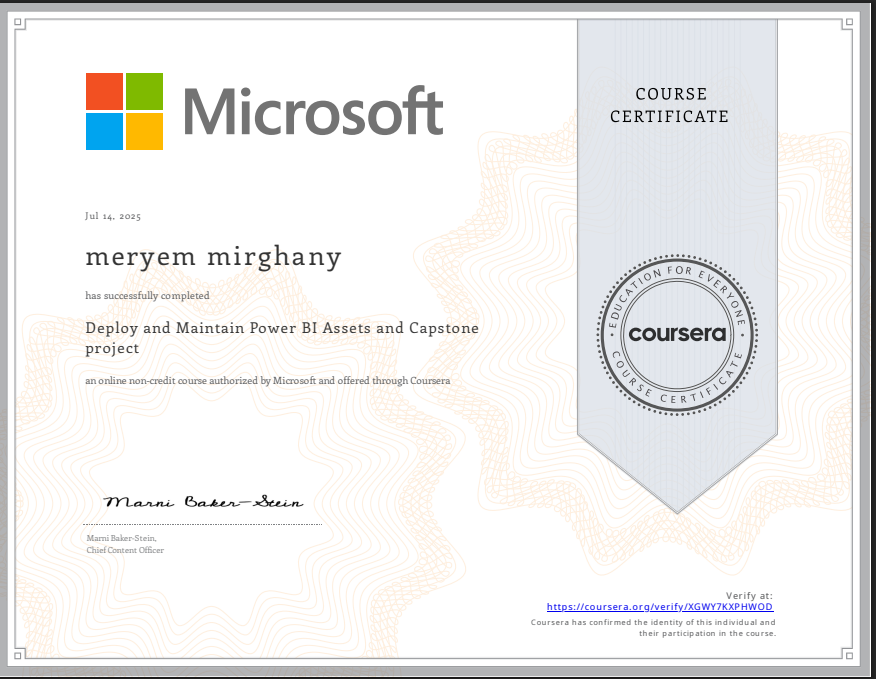 Microsoft
COURSE
CERTIFICATE
Jul 14, 2025
meryem mirghany
has successfully completed
Deploy and Maintain Power BI Assets and Capstone
project
an online non-credit course authorized by Microsoft and offered through Coursera
EDUCATION FOR EVERYONE
coursera
COURSE CERTIFICATE
Marni Baker-Stein
Marni Baker-Stein,
Chief Content Officer
Verify at:
https://coursera.org/verify/XGWY7KXPHWOD
Coursera has confirmed the identity of this individual and
their participation in the course.